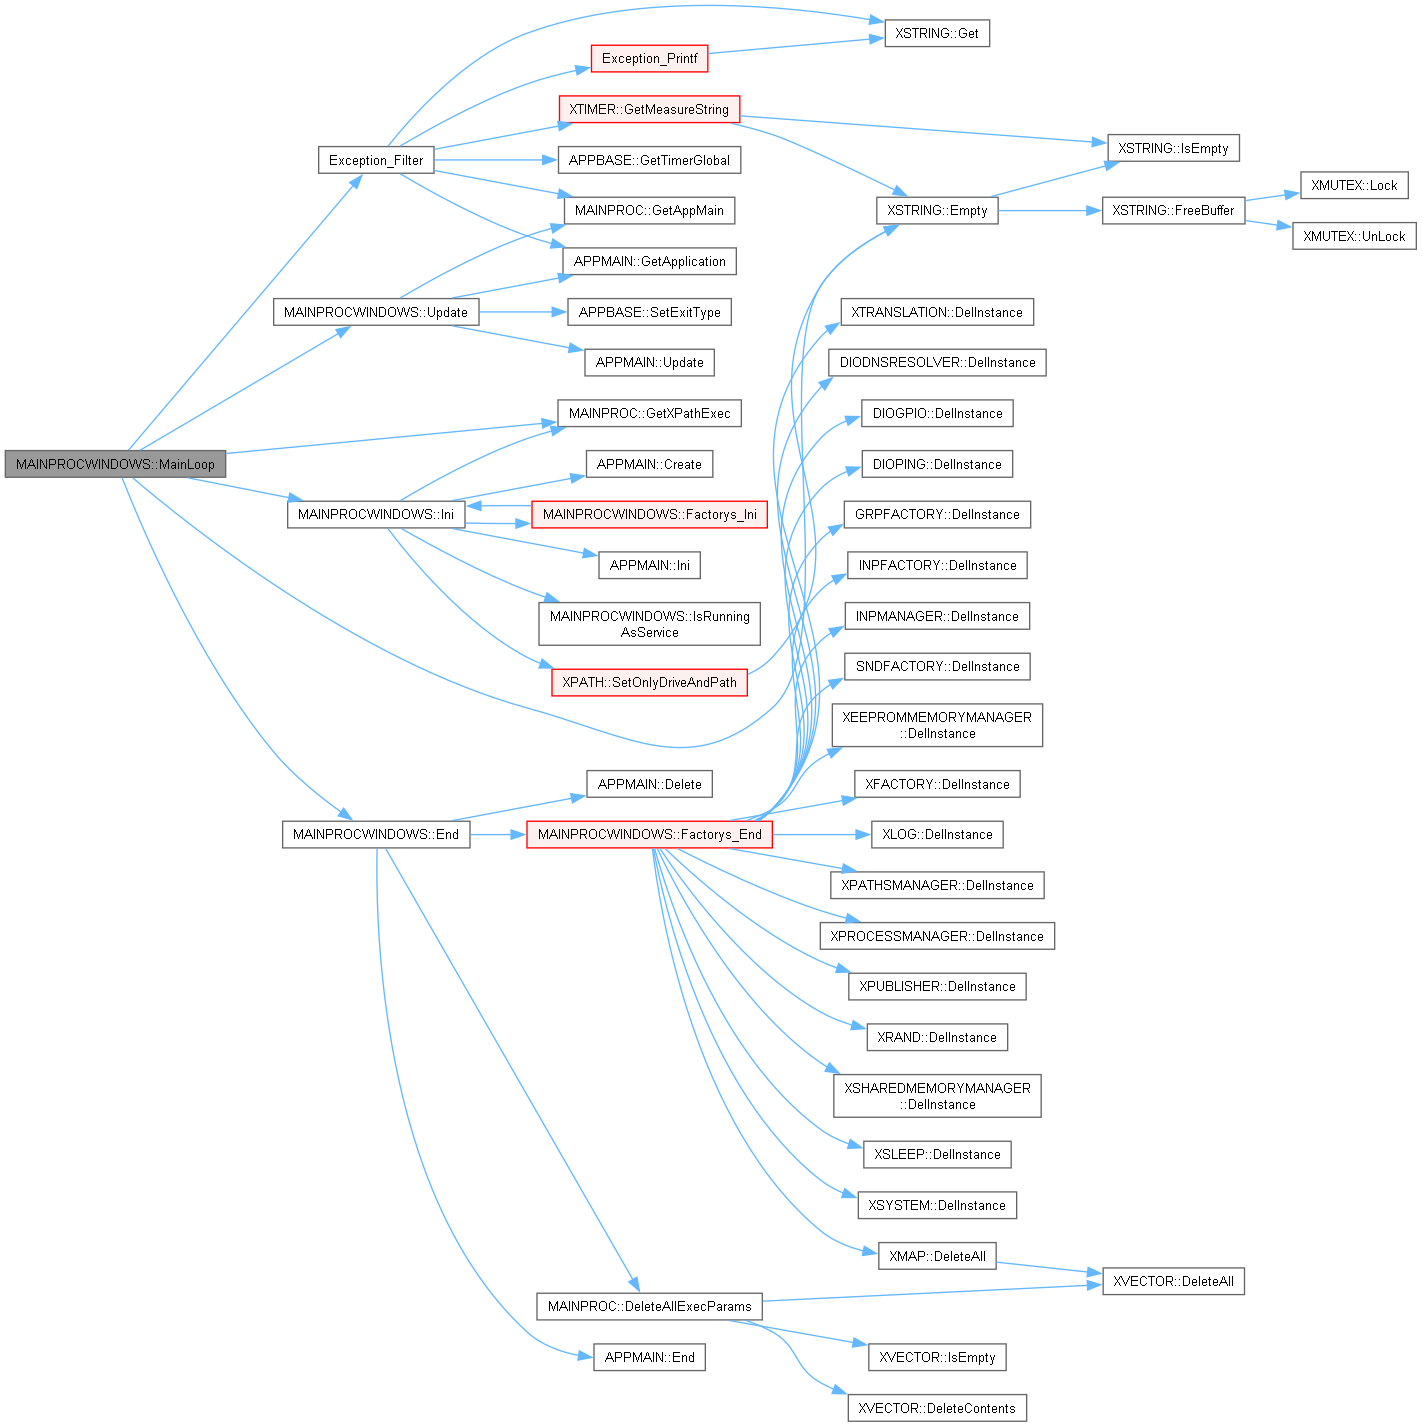 XSTRING::Get
Exception_Printf
XTIMER::GetMeasureString
XSTRING::IsEmpty
Exception_Filter
APPBASE::GetTimerGlobal
XMUTEX::Lock
MAINPROC::GetAppMain
XSTRING::Empty
XSTRING::FreeBuffer
XMUTEX::UnLock
APPMAIN::GetApplication
MAINPROCWINDOWS::Update
APPBASE::SetExitType
XTRANSLATION::DelInstance
APPMAIN::Update
DIODNSRESOLVER::DelInstance
MAINPROC::GetXPathExec
DIOGPIO::DelInstance
MAINPROCWINDOWS::MainLoop
APPMAIN::Create
DIOPING::DelInstance
MAINPROCWINDOWS::Ini
MAINPROCWINDOWS::Factorys_Ini
GRPFACTORY::DelInstance
APPMAIN::Ini
INPFACTORY::DelInstance
MAINPROCWINDOWS::IsRunning
AsService
INPMANAGER::DelInstance
XPATH::SetOnlyDriveAndPath
SNDFACTORY::DelInstance
XEEPROMMEMORYMANAGER
::DelInstance
APPMAIN::Delete
XFACTORY::DelInstance
MAINPROCWINDOWS::End
MAINPROCWINDOWS::Factorys_End
XLOG::DelInstance
XPATHSMANAGER::DelInstance
XPROCESSMANAGER::DelInstance
XPUBLISHER::DelInstance
XRAND::DelInstance
XSHAREDMEMORYMANAGER
::DelInstance
XSLEEP::DelInstance
XSYSTEM::DelInstance
XMAP::DeleteAll
XVECTOR::DeleteAll
MAINPROC::DeleteAllExecParams
APPMAIN::End
XVECTOR::IsEmpty
XVECTOR::DeleteContents